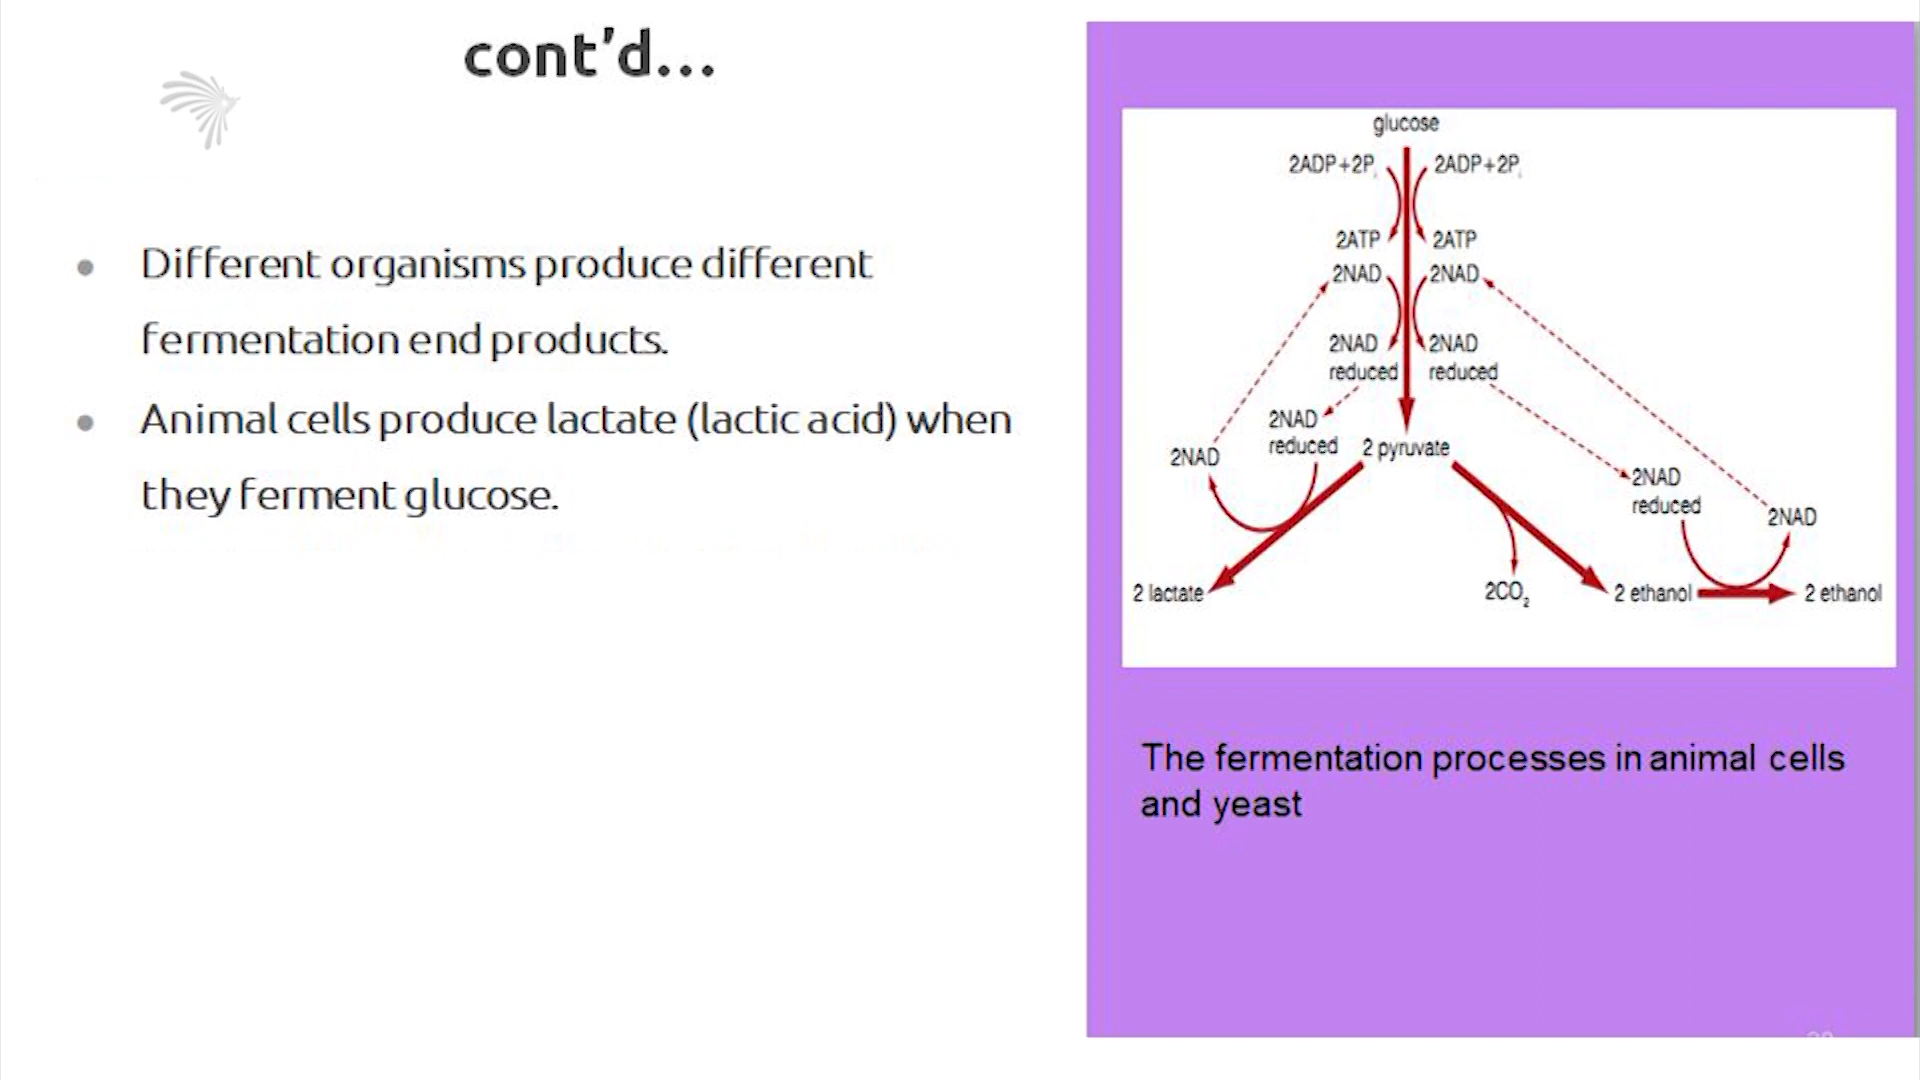 cont'd...
Different organisms produce different
fermentation end products.
Animal cells produce lactate (lactic acid) when
they ferment glucose.
glucose
2ADP+2Pi 2ADP+2Pi
2ATP 2ATP
2NAD 2NAD
2NAD reduced 2NAD reduced
2NAD reduced
2NAD
2 pyruvate
2NAD reduced
2NAD
2 lactate
2CO2
2 ethanol
2 ethanol
The fermentation processes in animal cells
and yeast